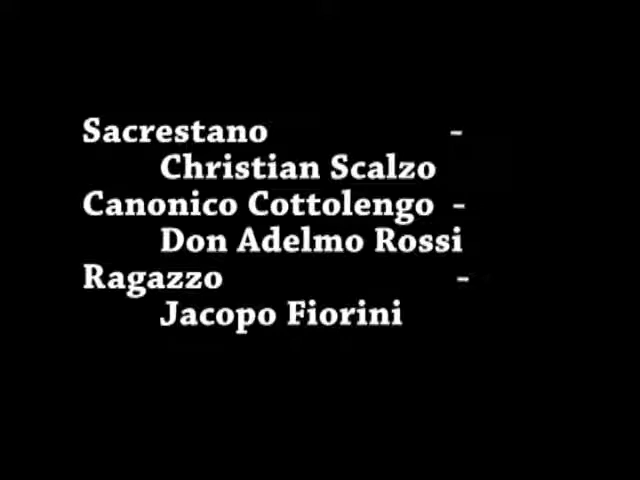 Sacrestano -
Christian Scalzo
Canonico Cottolengo -
Don Adelmo Rossi
Ragazzo -
Jacopo Fiorini